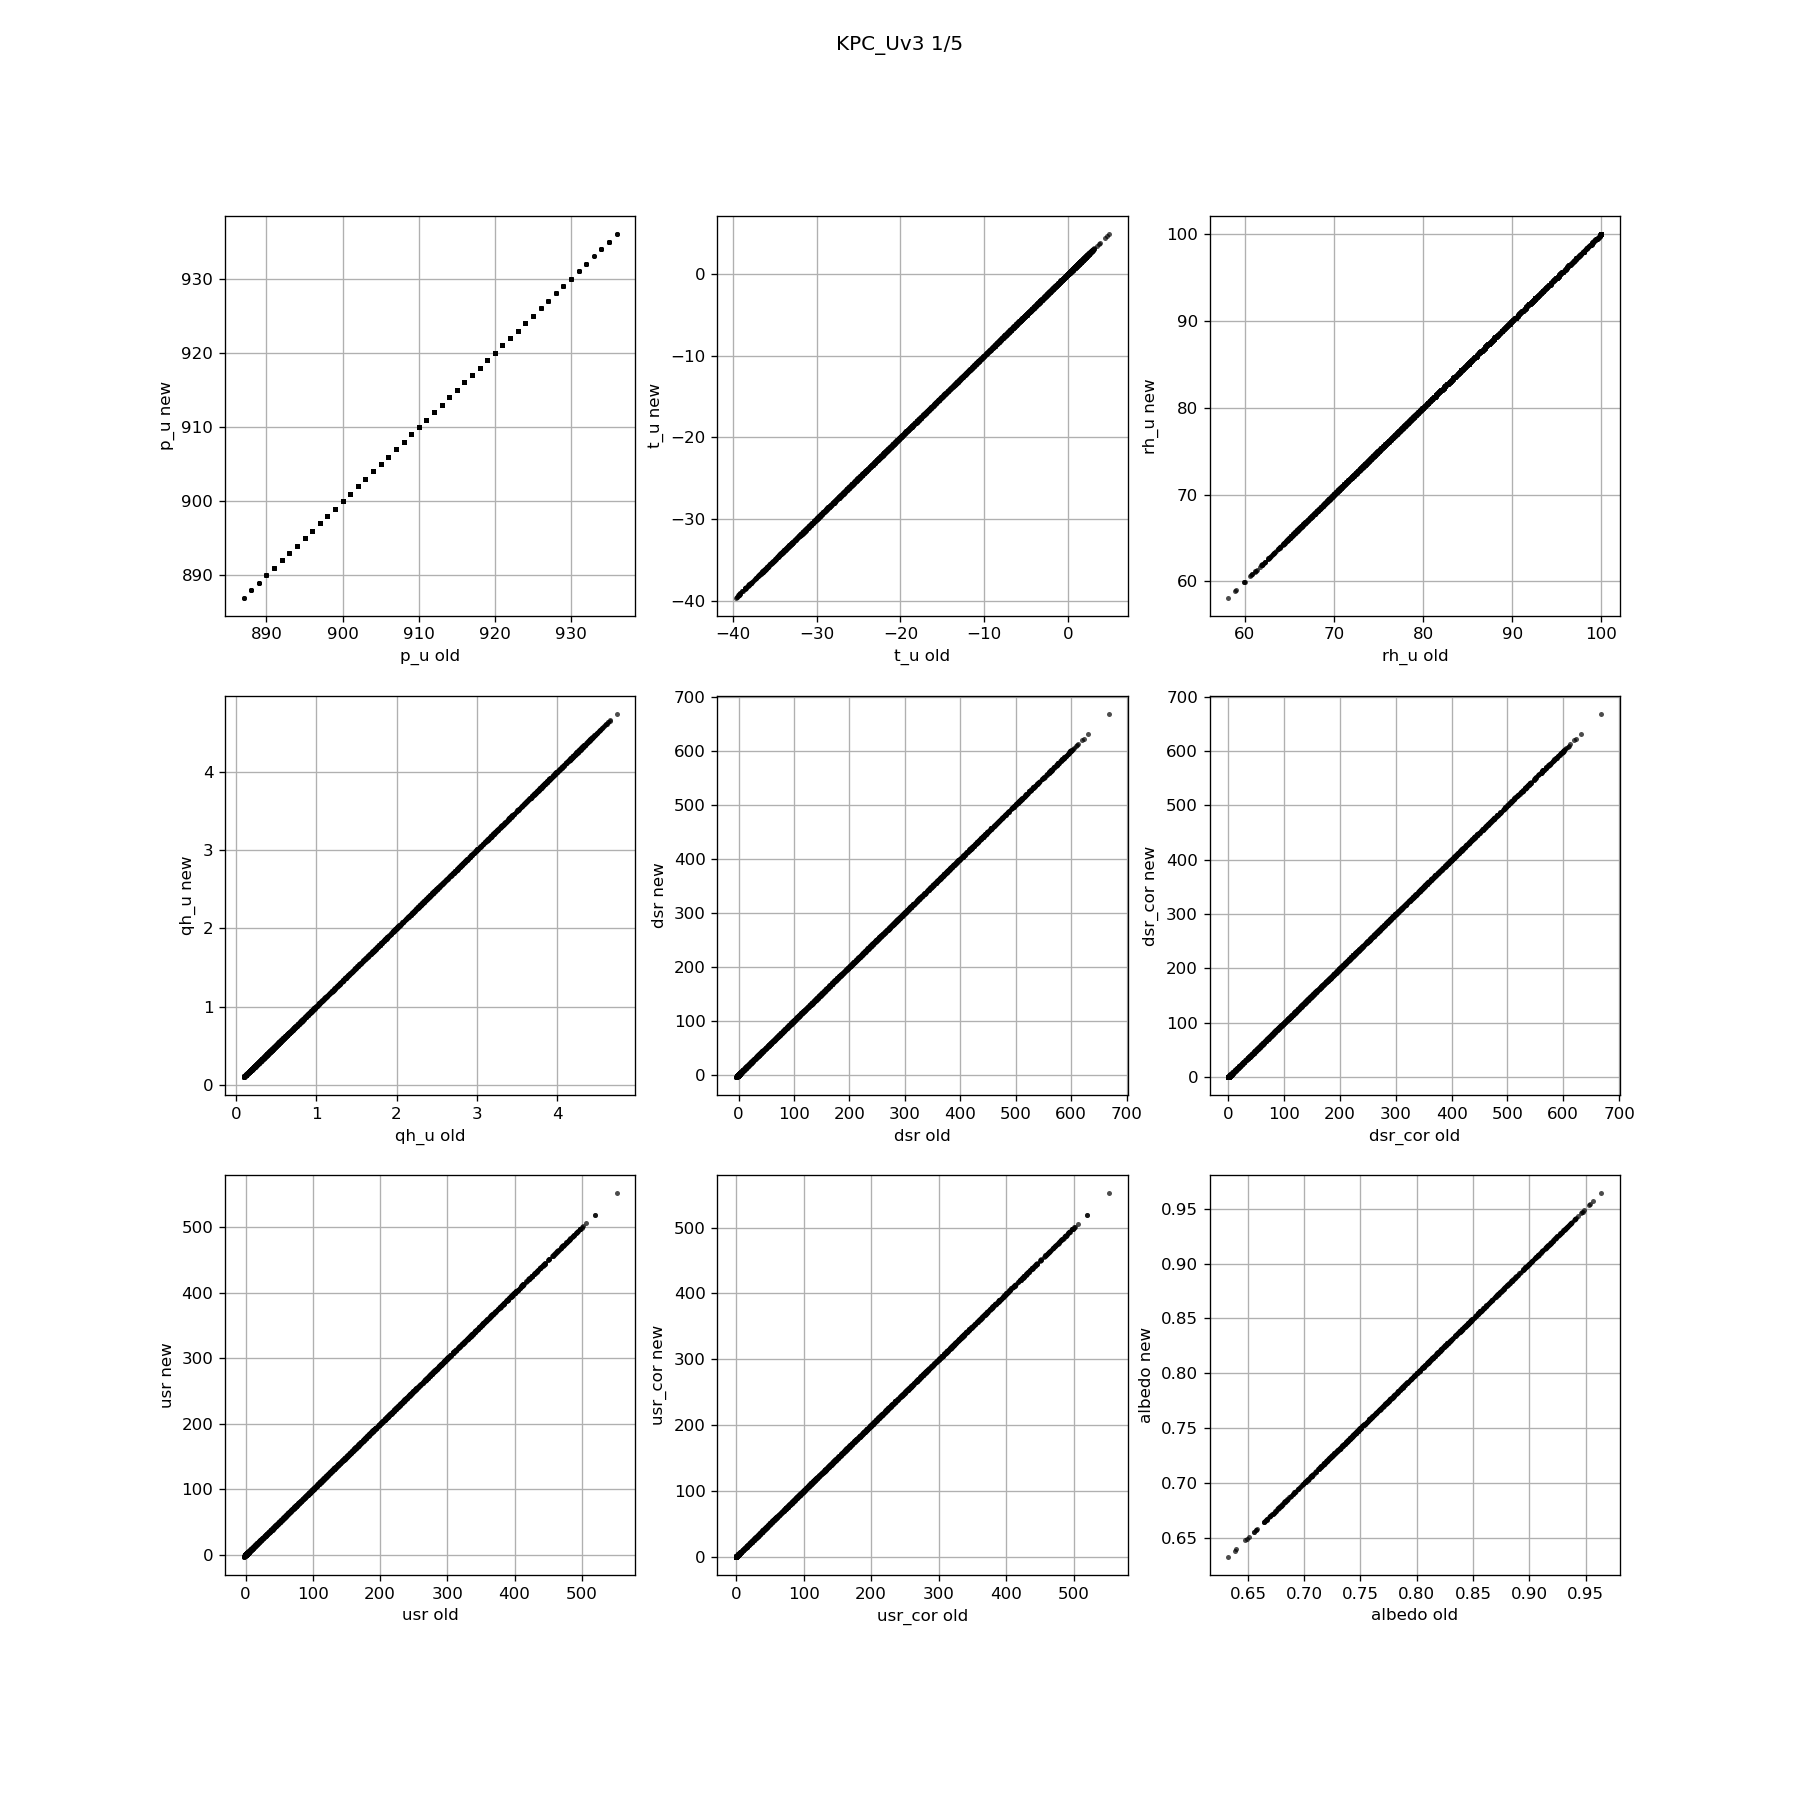 KPC_Uv3 1/5
p_u new
930
920
910
900
890
890 900 910 920 930
p_u old
t_u new
0
−10
−20
−30
−40
−40 −30 −20 −10 0
t_u old
rh_u new
100
90
80
70
60
60 70 80 90 100
rh_u old
qh_u new
4
3
2
1
0
0 1 2 3 4
qh_u old
dsr new
700
600
500
400
300
200
100
0
0 100 200 300 400 500 600 700
dsr old
dsr_cor new
700
600
500
400
300
200
100
0
0 100 200 300 400 500 600 700
dsr_cor old
usr new
500
400
300
200
100
0
0 100 200 300 400 500
usr old
usr_cor new
500
400
300
200
100
0
0 100 200 300 400 500
usr_cor old
albedo new
0.95
0.90
0.85
0.80
0.75
0.70
0.65
0.65 0.70 0.75 0.80 0.85 0.90 0.95
albedo old